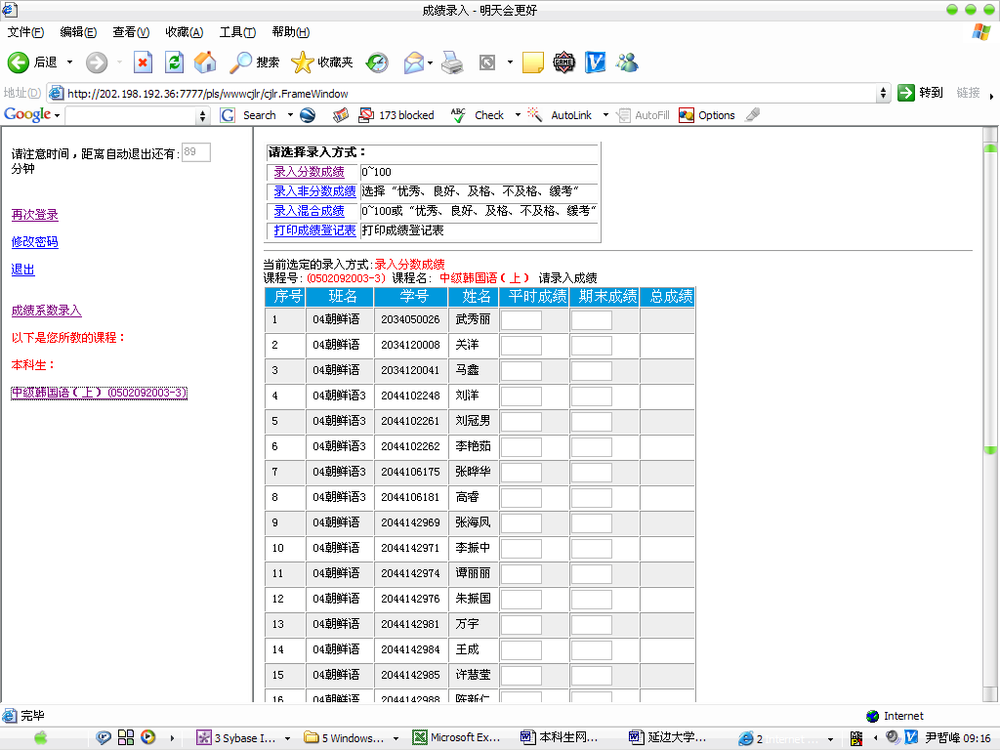 成绩录入 - 明天会更好
文件(F) 编辑(E) 查看(V) 收藏(A) 工具(T) 帮助(H)
后退 搜索 收藏夹
地址(D) http://202.198.192.36:7777/pls/wwwcjlr/cjlr.FrameWindow 转到 链接
Google Search 173 blocked Check AutoLink AutoFill Options
请注意时间，距离自动退出还有: 89
分钟
再次登录
修改密码
退出
成绩系数录入
以下是您所教的课程：
本科生：
中级韩国语(上)(0502092003-3)
请选择录入方式：
录入分数成绩 0~100
录入非分数成绩 选择“优秀、良好、及格、不及格、缓考”
录入混合成绩 0~100或“优秀、良好、及格、不及格、缓考”
打印成绩登记表 打印成绩登记表
当前选定的录入方式:录入分数成绩
课程号: (0502092003-3) 课程名: 中级韩国语(上) 请录入成绩
序号 班名 学号 姓名 平时成绩 期末成绩 总成绩
1 04朝鲜语 2034050026 武秀丽
2 04朝鲜语 2034120008 关洋
3 04朝鲜语 2034120041 马鑫
4 04朝鲜语3 2044102248 刘洋
5 04朝鲜语3 2044102261 刘冠男
6 04朝鲜语3 2044102262 李艳茹
7 04朝鲜语3 2044106175 张晔华
8 04朝鲜语3 2044106181 高睿
9 04朝鲜语 2044142969 张海凤
10 04朝鲜语 2044142971 李振中
11 04朝鲜语 2044142974 谭丽丽
12 04朝鲜语 2044142976 朱振国
13 04朝鲜语 2044142981 万宇
14 04朝鲜语 2044142984 王成
15 04朝鲜语 2044142985 许慧莹
16 04朝鲜语 2044142988 陈新仁
完毕 Internet
3 Sybase I... 5 Windows... Microsoft Ex... 本科生网... 延边大学... 2 Internet ... 尹哲峰 09:16